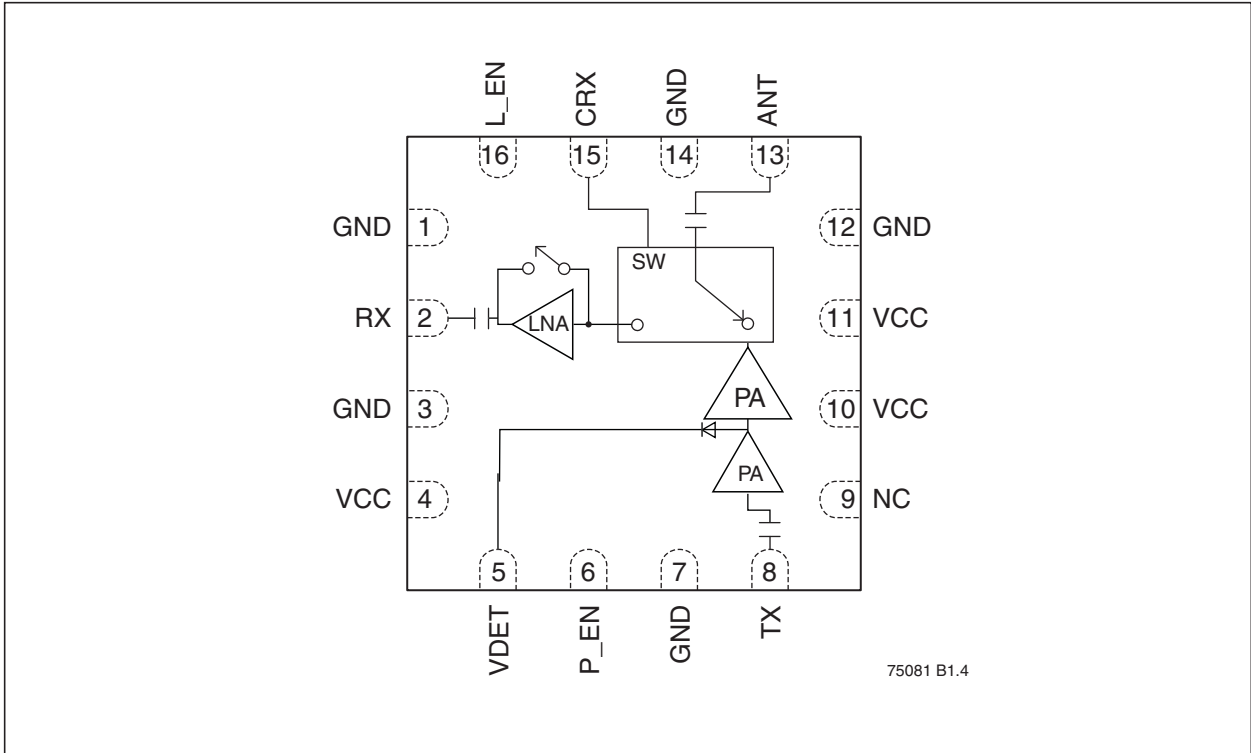 L_EN
CRX
GND
ANT
16
15
14
13
GND 1
12 GND
SW
RX 2
LNA
11 VCC
GND 3
PA
10 VCC
VCC 4
PA
9 NC
5
6
7
8
VDET
P_EN
GND
TX
75081 B1.4